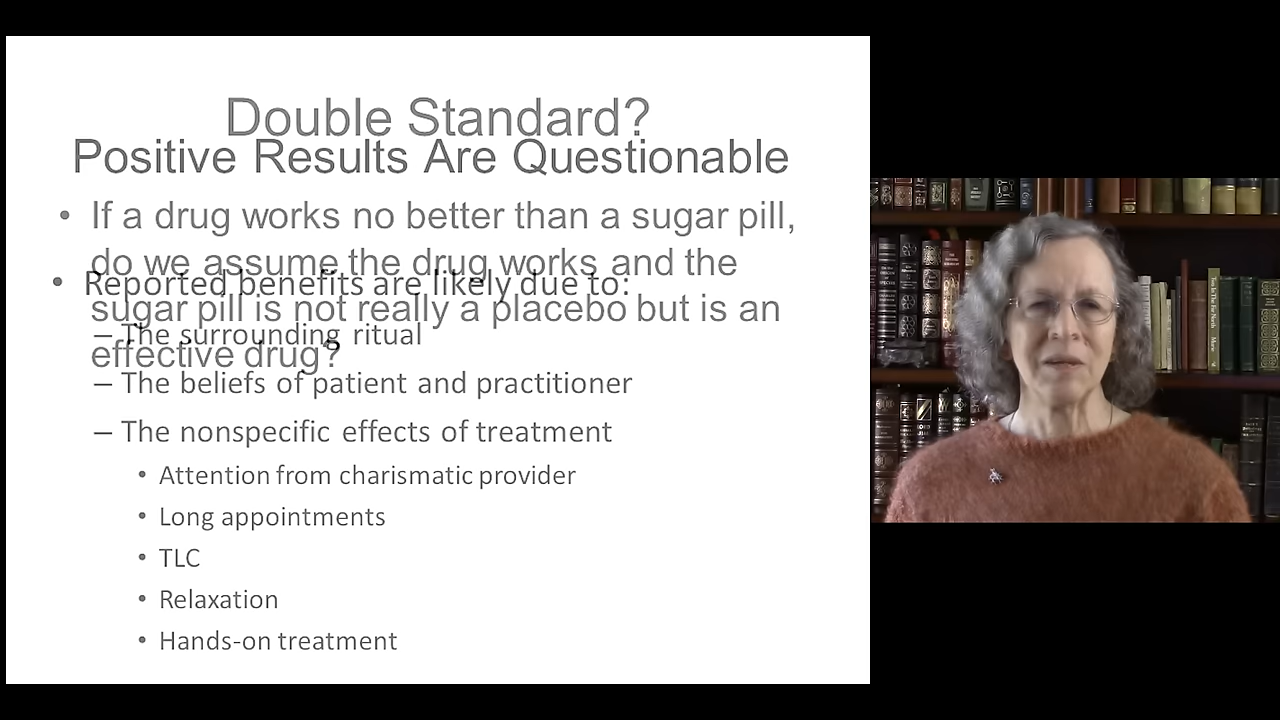 Double Standard?
Positive Results Are Questionable
• If a drug works no better than a sugar pill,
do we assume the drug works and the
• Reported benefits are likely due to:
sugar pill is not really a placebo but is an
– The surrounding ritual
effective drug?
– The beliefs of patient and practitioner
– The nonspecific effects of treatment
• Attention from charismatic provider
• Long appointments
• TLC
• Relaxation
• Hands-on treatment